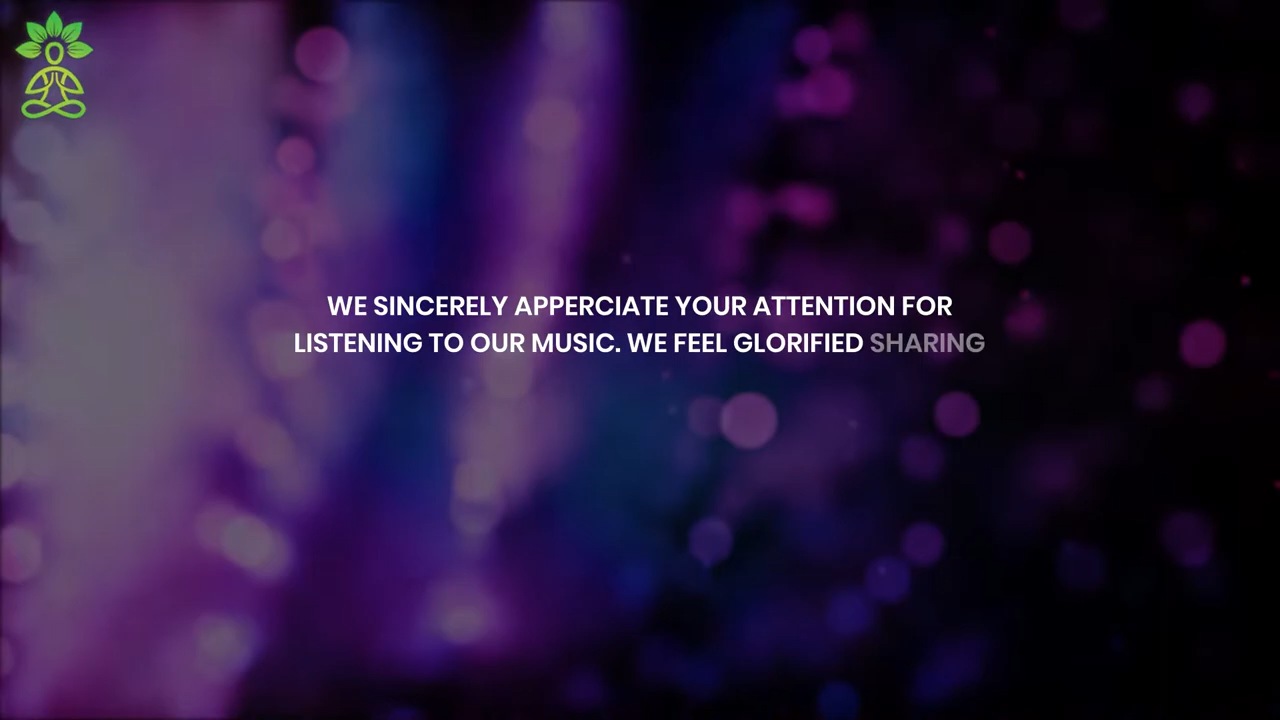 WE SINCERELY APPERCIATE YOUR ATTENTION FOR
LISTENING TO OUR MUSIC. WE FEEL GLORIFIED SHARING